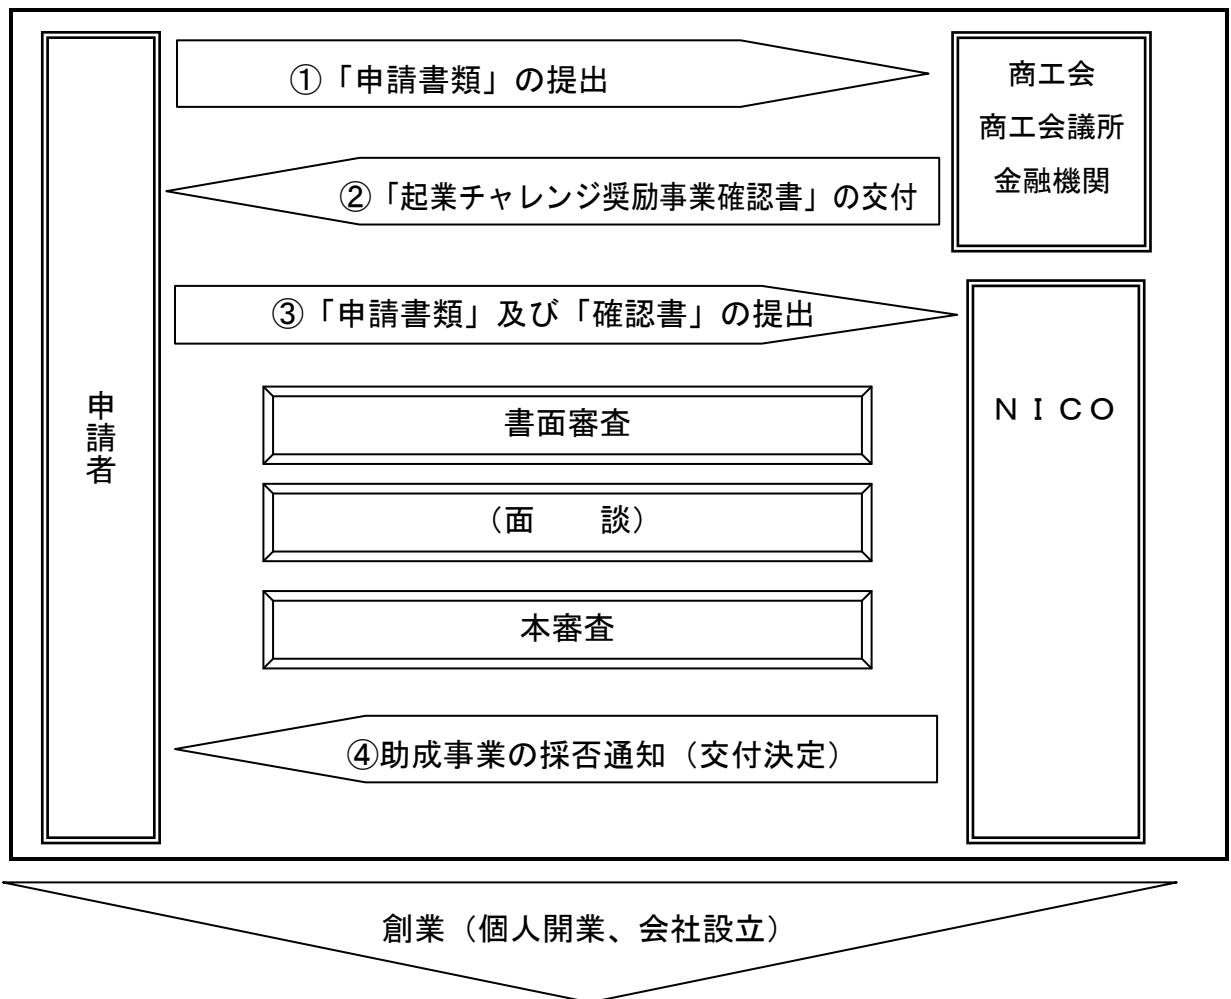 ①「申請書類」の提出
商工会
商工会議所
金融機関
②「起業チャレンジ奨励事業確認書」の交付
③「申請書類」及び「確認書」の提出
申請者
ＮＩＣＯ
書面審査
（面　　談）
本審査
④助成事業の採否通知（交付決定）
創業（個人開業、会社設立）